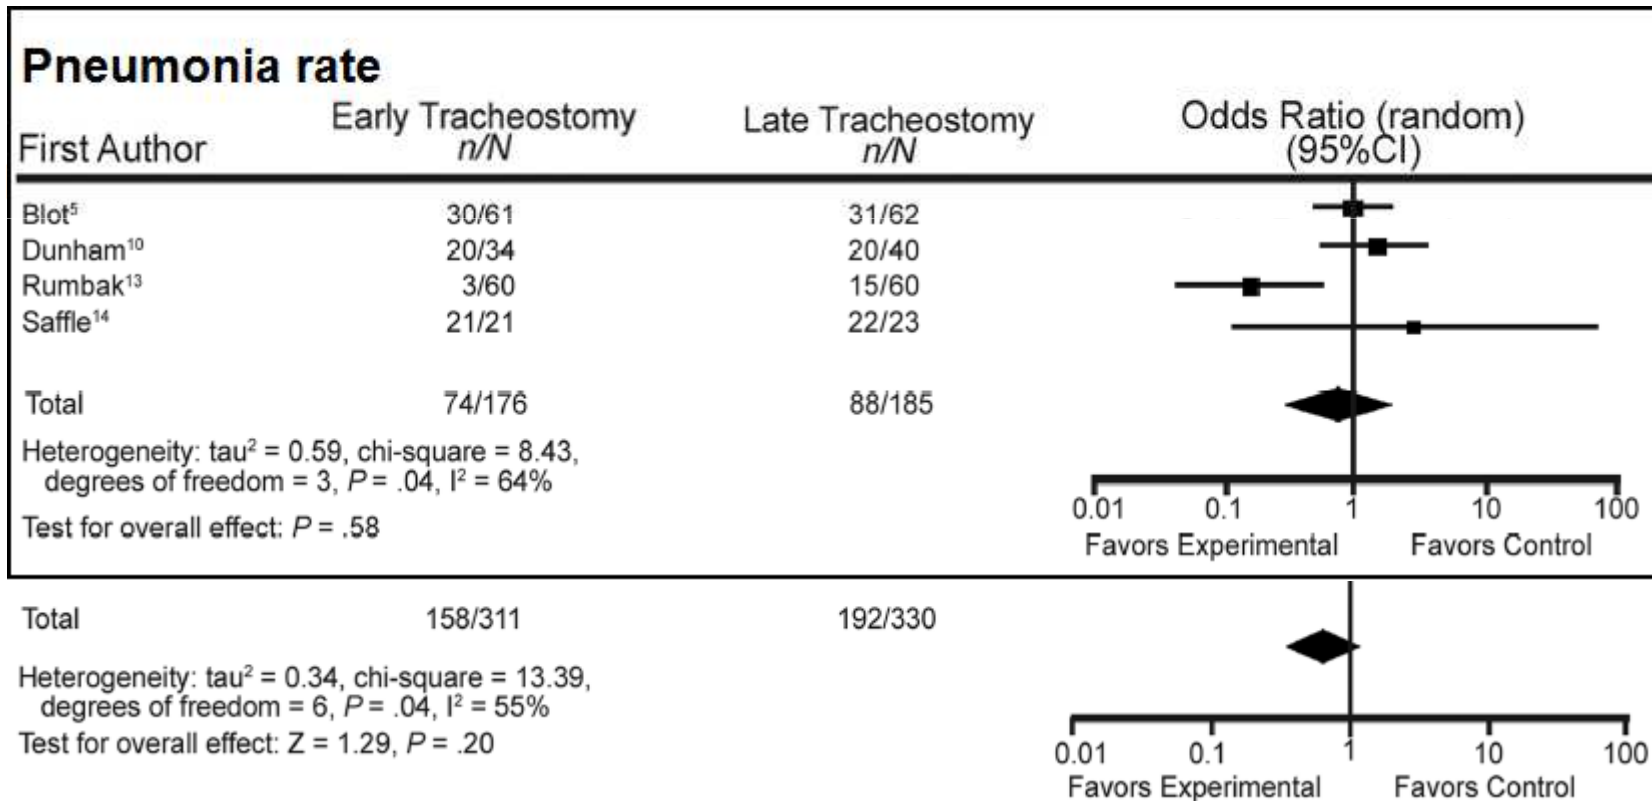 Pneumonia rate
First Author Early Tracheostomy n/N Late Tracheostomy n/N Odds Ratio (random) (95%CI)
Blot⁵ 30/61 31/62
Dunham¹⁰ 20/34 20/40
Rumbak¹³ 3/60 15/60
Saffle¹⁴ 21/21 22/23
Total 74/176 88/185
Heterogeneity: tau² = 0.59, chi-square = 8.43,
degrees of freedom = 3, P = .04, I² = 64%
Test for overall effect: P = .58
0.01 0.1 1 10 100
Favors Experimental Favors Control
Total 158/311 192/330
Heterogeneity: tau² = 0.34, chi-square = 13.39,
degrees of freedom = 6, P = .04, I² = 55%
Test for overall effect: Z = 1.29, P = .20
0.01 0.1 1 10 100
Favors Experimental Favors Control